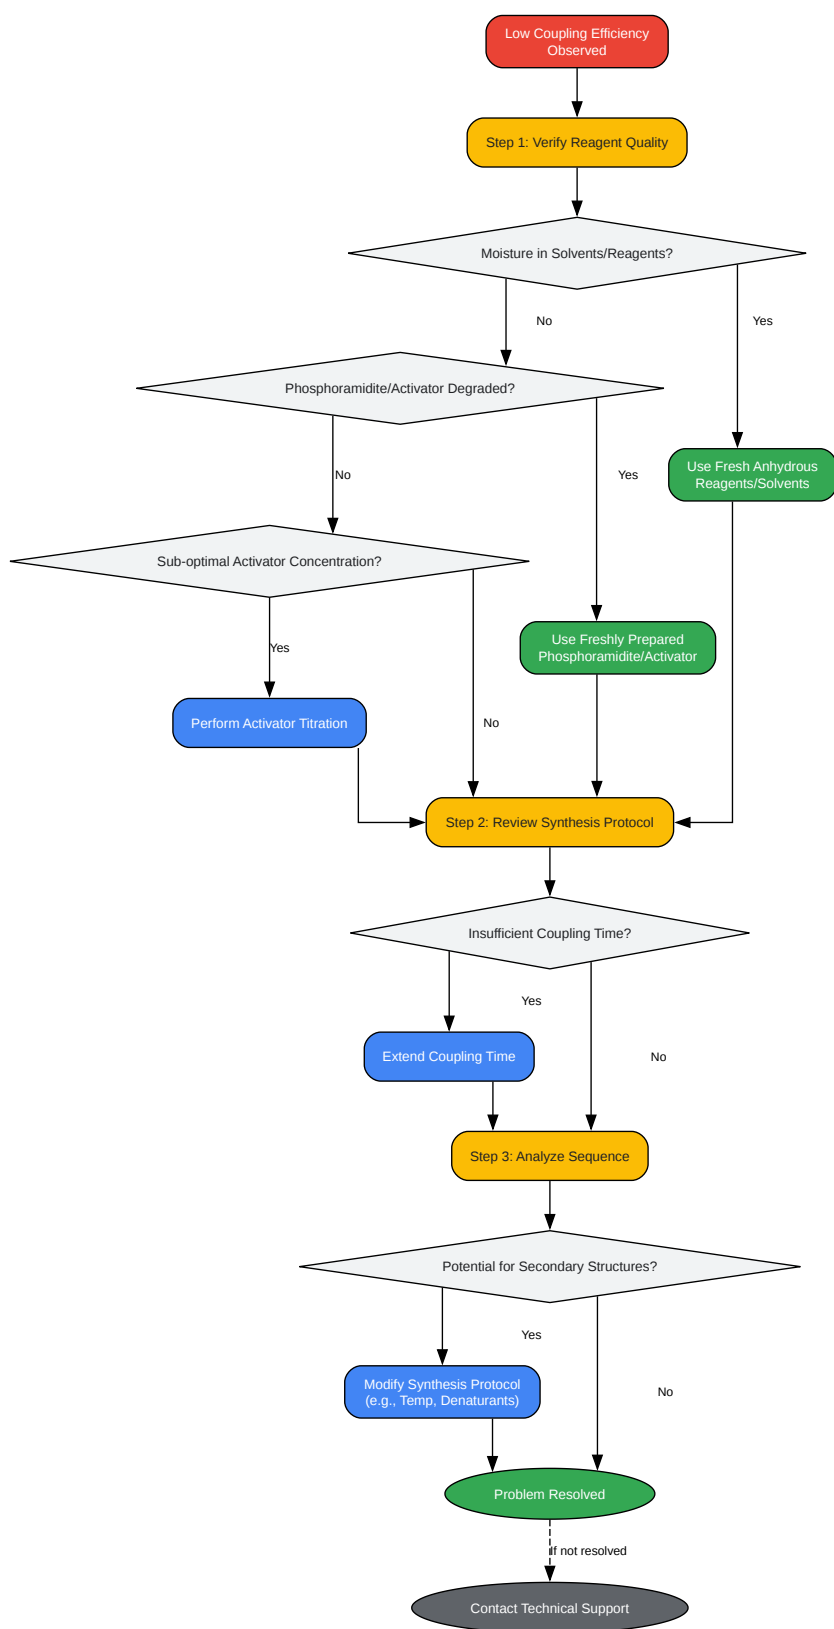 Low Coupling Efficiency
Observed
Step 1: Verify Reagent Quality
Moisture in Solvents/Reagents?
No
Yes
Phosphoramidite/Activator Degraded?
No
Yes
Use Fresh Anhydrous
Reagents/Solvents
Sub-optimal Activator Concentration?
Yes
Use Freshly Prepared
Phosphoramidite/Activator
Perform Activator Titration
No
Step 2: Review Synthesis Protocol
Insufficient Coupling Time?
Yes
Extend Coupling Time
No
Step 3: Analyze Sequence
Potential for Secondary Structures?
Yes
Modify Synthesis Protocol
(e.g., Temp, Denaturants)
No
Problem Resolved
If not resolved
Contact Technical Support